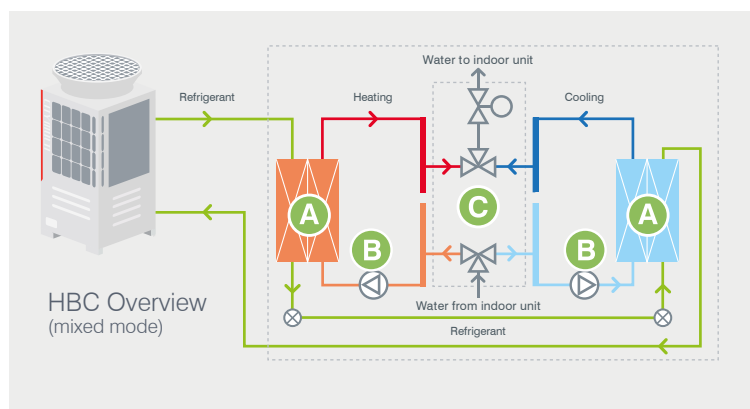 Water to indoor unit
Refrigerant
Heating
Cooling
A
B
C
B
A
Water from indoor unit
HBC Overview
(mixed mode)
Refrigerant